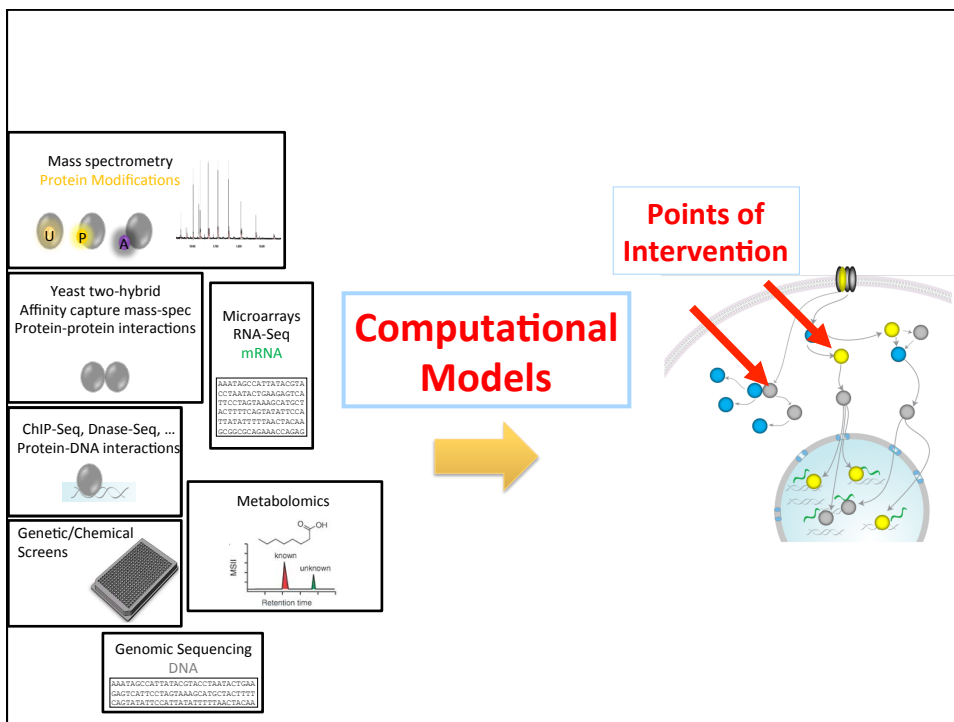 Mass spectrometry
Protein Modifications
U P A
Yeast two-hybrid
Affinity capture mass-spec
Protein-protein interactions
Microarrays
RNA-Seq
mRNA
AAATAGCCATTATACGTA
CCTAATACTGAAGAGTCA
TTCCTAGTAAAGCATGCT
ACTTTTCAGTATATTCCA
TTATATTTTTAACTACAA
GCGGCGCAGAAACCAGAG
ChIP-Seq, Dnase-Seq, …
Protein-DNA interactions
Genetic/Chemical
Screens
Metabolomics
O
OH
known
unknown
MSII
Retention time
Genomic Sequencing
DNA
AAATAGCCATTATACGTACCTAATACTGAA
GAGTCATTCCTAGTAAAGCATGCTACTTTT
CAGTATATTCCATTATATTTTTAACTACAA
Computational
Models
Points of
Intervention